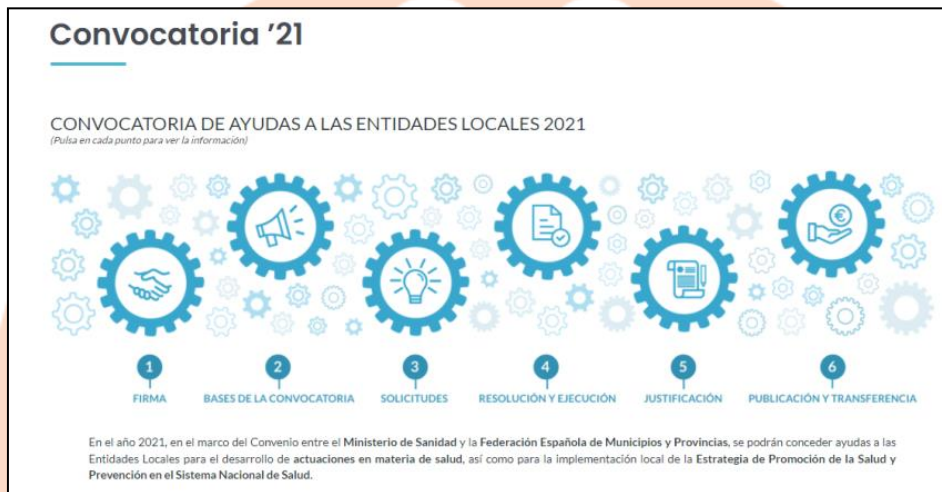 Convocatoria ’21
CONVOCATORIA DE AYUDAS A LAS ENTIDADES LOCALES 2021
(Pulsa en cada punto para ver la información)
1
FIRMA
2
BASES DE LA CONVOCATORIA
3
SOLICITUDES
4
RESOLUCIÓN Y EJECUCIÓN
5
JUSTIFICACIÓN
6
PUBLICACIÓN Y TRANSFERENCIA
En el año 2021, en el marco del Convenio entre el Ministerio de Sanidad y la Federación Española de Municipios y Provincias, se podrán conceder ayudas a las
Entidades Locales para el desarrollo de actuaciones en materia de salud, así como para la implementación local de la Estrategia de Promoción de la Salud y
Prevención en el Sistema Nacional de Salud.